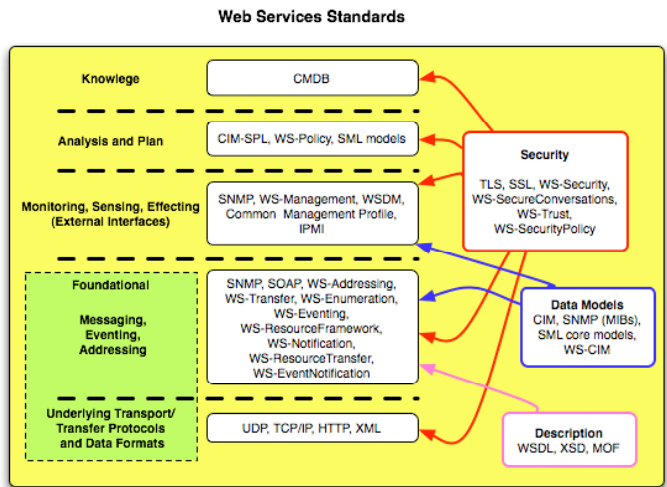 Web Services Standards
Knowlege
CMDB
Analysis and Plan
CIM-SPL, WS-Policy, SML models
Security
TLS, SSL, WS-Security,
WS-SecureConversations,
WS-Trust,
WS-SecurityPolicy
Monitoring, Sensing, Effecting
(External Interfaces)
SNMP, WS-Management, WSDM,
Common Management Profile,
IPMI
Foundational
Messaging,
Eventing,
Addressing
SNMP, SOAP, WS-Addressing,
WS-Transfer, WS-Enumeration,
WS-Eventing,
WS-ResourceFramework,
WS-Notification,
WS-ResourceTransfer,
WS-EventNotification
Data Models
CIM, SNMP (MIBs),
SML core models,
WS-CIM
Underlying Transport/
Transfer Protocols
and Data Formats
UDP, TCP/IP, HTTP, XML
Description
WSDL, XSD, MOF